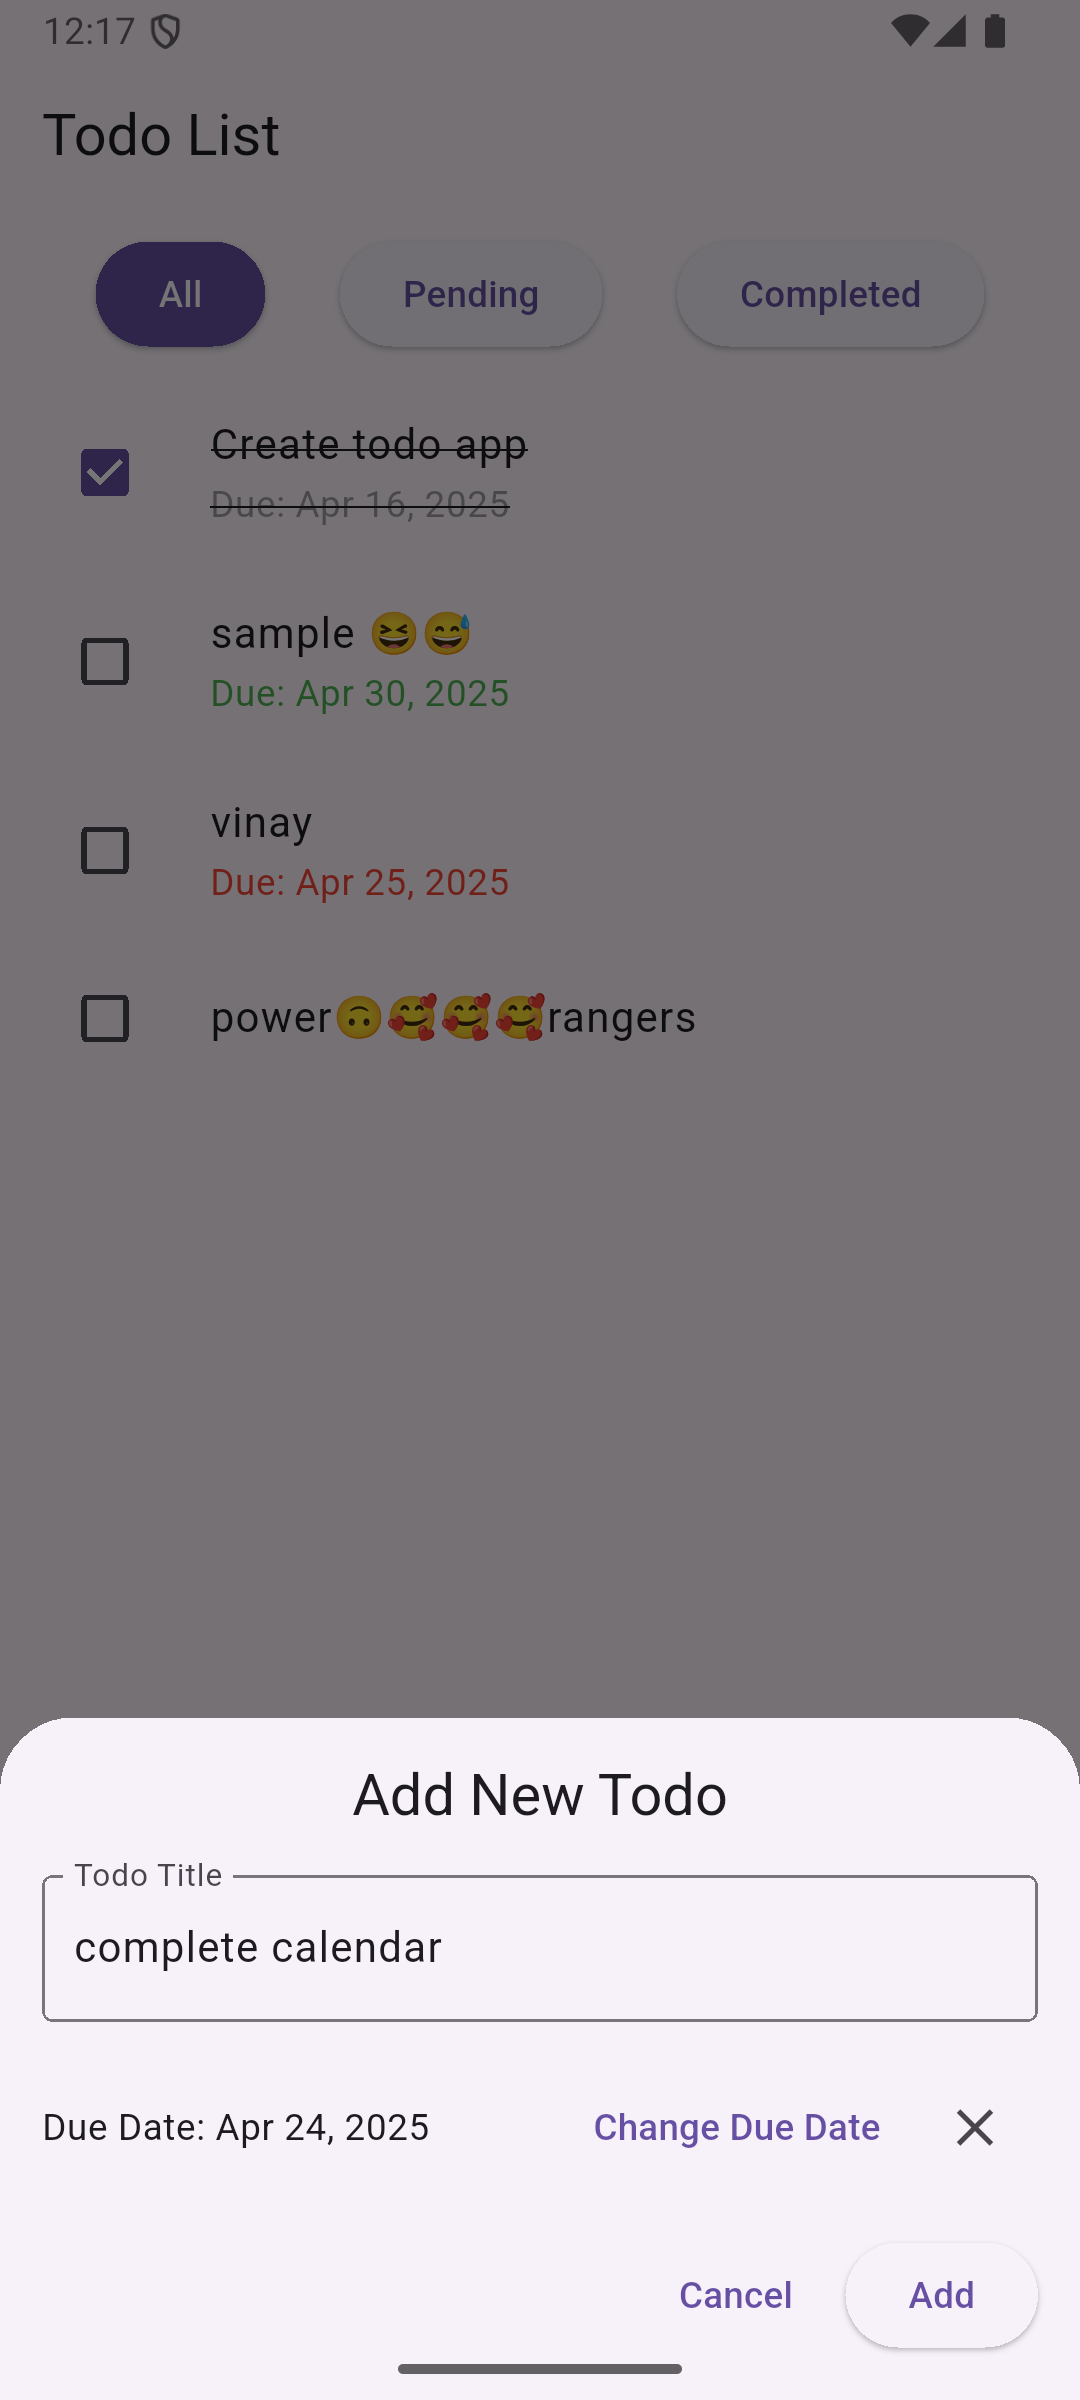 12:17
Todo List
All
Pending
Completed
Create todo app
Due: Apr 16, 2025
sample 😆😅
Due: Apr 30, 2025
vinay
Due: Apr 25, 2025
power🙃🥰🥰🥰rangers
Add New Todo
Todo Title
complete calendar
Due Date: Apr 24, 2025
Change Due Date
Cancel
Add